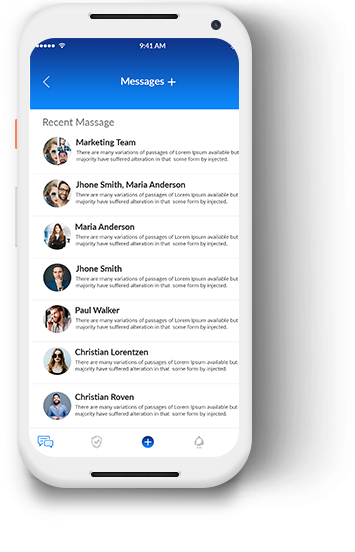 9:41 AM
Messages +
Recent Massage
Marketing Team
There are many variations of passages of Lorem Ipsum available but
majority have suffered alteration in that some form by injected.
Jhone Smith, Maria Anderson
There are many variations of passages of Lorem Ipsum available but
majority have suffered alteration in that some form by injected.
Maria Anderson
There are many variations of passages of Lorem Ipsum available but
majority have suffered alteration in that some form by injected.
Jhone Smith
There are many variations of passages of Lorem Ipsum available but
majority have suffered alteration in that some form by injected.
Paul Walker
There are many variations of passages of Lorem Ipsum available but
majority have suffered alteration in that some form by injected.
Christian Lorentzen
There are many variations of passages of Lorem Ipsum available but
majority have suffered alteration in that some form by injected.
Christian Roven
There are many variations of passages of Lorem Ipsum available but
majority have suffered alteration in that some form by injected.